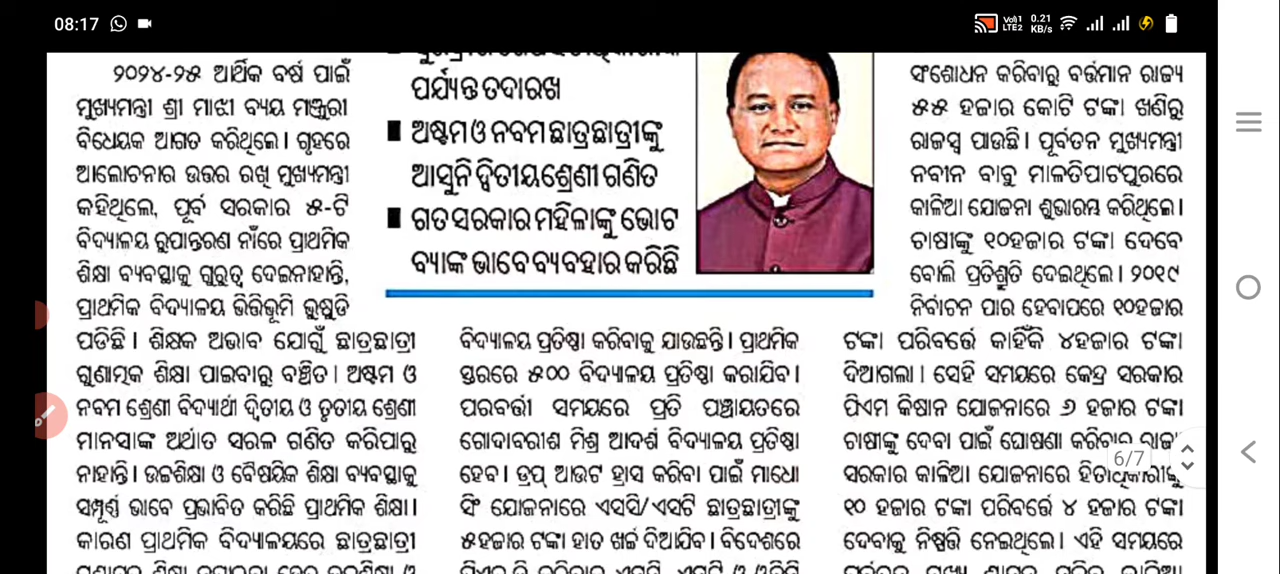 08:17
Vo)) 1
LTE2
0.21
KB/s
ପର୍ଯ୍ୟନ୍ତ ତଦାରଖ
■ ଅଷ୍ଟମ ଓ ନବମ ଛାତ୍ରଛାତ୍ରୀଙ୍କୁ
ଆସୁନି ଦ୍ୱିତୀୟ ଶ୍ରେଣୀ ଗଣିତ
■ ଗତ ସରକାର ମହିଳାଙ୍କୁ ଭୋଟ
ବ୍ୟାଙ୍କ ଭାବେ ବ୍ୟବହାର କରିଛି
୨୦୨୪-୨୫ ଆର୍ଥିକ ବର୍ଷ ପାଇଁ
ମୁଖ୍ୟମନ୍ତ୍ରୀ ଶ୍ରୀ ମାଝୀ ବ୍ୟୟ ମଞ୍ଜୁରୀ
ବିଧେୟକ ଆଗତ କରିଥିଲେ। ଗୃହରେ
ଆଲୋଚନାର ଉତ୍ତର ରଖି ମୁଖ୍ୟମନ୍ତ୍ରୀ
କହିଥିଲେ, ପୂର୍ବ ସରକାର ୫-ଟି
ବିଦ୍ୟାଳୟ ରୂପାନ୍ତରଣ ନାଁରେ ପ୍ରାଥମିକ
ଶିକ୍ଷା ବ୍ୟବସ୍ଥାକୁ ଗୁରୁତ୍ୱ ଦେଇନାହାନ୍ତି,
ପ୍ରାଥମିକ ବିଦ୍ୟାଳୟ ଭିତ୍ତିଭୂମି ଭୁଷୁଡି
ପଡିଛି। ଶିକ୍ଷକ ଅଭାବ ଯୋଗୁଁ ଛାତ୍ରଛାତ୍ରୀ
ଗୁଣାତ୍ମକ ଶିକ୍ଷା ପାଇବାରୁ ବଞ୍ଚିତ। ଅଷ୍ଟମ ଓ
ନବମ ଶ୍ରେଣୀ ବିଦ୍ୟାର୍ଥୀ ଦ୍ୱିତୀୟ ଓ ତୃତୀୟ ଶ୍ରେଣୀ
ମାନସାଙ୍କ ଅର୍ଥାତ ସରଳ ଗଣିତ କରିପାରୁ
ନାହାନ୍ତି। ଉଚ୍ଚଶିକ୍ଷା ଓ ବୈଷୟିକ ଶିକ୍ଷା ବ୍ୟବସ୍ଥାକୁ
ସମ୍ପୂର୍ଣ୍ଣ ଭାବେ ପ୍ରଭାବିତ କରିଛି ପ୍ରାଥମିକ ଶିକ୍ଷା।
କାରଣ ପ୍ରାଥମିକ ବିଦ୍ୟାଳୟରେ ଛାତ୍ରଛାତ୍ରୀ
ବିଦ୍ୟାଳୟ ପ୍ରତିଷ୍ଠା କରିବାକୁ ଯାଉଛନ୍ତି। ପ୍ରାଥମିକ
ସ୍ତରରେ ୫୦୦ ବିଦ୍ୟାଳୟ ପ୍ରତିଷ୍ଠା କରାଯିବ।
ପରବର୍ତ୍ତୀ ସମୟରେ ପ୍ରତି ପଞ୍ଚାୟତରେ
ଗୋଦାବରୀଶ ମିଶ୍ର ଆଦର୍ଶ ବିଦ୍ୟାଳୟ ପ୍ରତିଷ୍ଠା
ହେବ। ଡ୍ରପ୍ ଆଉଟ ହ୍ରାସ କରିବା ପାଇଁ ମାଧୋ
ସିଂ ଯୋଜନାରେ ଏସସି/ଏସଟି ଛାତ୍ରଛାତ୍ରୀଙ୍କୁ
୫ହଜାର ଟଙ୍କା ହାତ ଖର୍ଚ୍ଚ ଦିଆଯିବ। ବିଦେଶରେ
ସଂଶୋଧନ କରିବାରୁ ବର୍ତ୍ତମାନ ରାଜ୍ୟ
୫୫ ହଜାର କୋଟି ଟଙ୍କା ଖଣିରୁ
ରାଜସ୍ୱ ପାଉଛି। ପୂର୍ବତନ ମୁଖ୍ୟମନ୍ତ୍ରୀ
ନବୀନ ବାବୁ ମାଳତିପାଟପୁରରେ
କାଳିଆ ଯୋଜନା ଶୁଭାରମ୍ଭ କରିଥିଲେ।
ଚାଷୀଙ୍କୁ ୧୦ହଜାର ଟଙ୍କା ଦେବେ
ବୋଲି ପ୍ରତିଶ୍ରୁତି ଦେଇଥିଲେ। ୨୦୧୯
ନିର୍ବାଚନ ପାର ହେବାପରେ ୧୦ହଜାର
ଟଙ୍କା ପରିବର୍ତ୍ତେ କାହିଁକି ୪ହଜାର ଟଙ୍କା
ଦିଆଗଲା। ସେହି ସମୟରେ କେନ୍ଦ୍ର ସରକାର
ପିଏମ କିଷାନ ଯୋଜନାରେ ୬ ହଜାର ଟଙ୍କା
ଚାଷୀଙ୍କୁ ଦେବା ପାଇଁ ଘୋଷଣା କରିବାରୁ ରାଜ୍ୟ
ସରକାର କାଳିଆ ଯୋଜନାରେ ହିତାଧିକାରୀଙ୍କୁ
୧୦ ହଜାର ଟଙ୍କା ପରିବର୍ତ୍ତେ ୪ ହଜାର ଟଙ୍କା
ଦେବାକୁ ନିଷ୍ପତ୍ତି ନେଇଥିଲେ। ଏହି ସମୟରେ
6/7